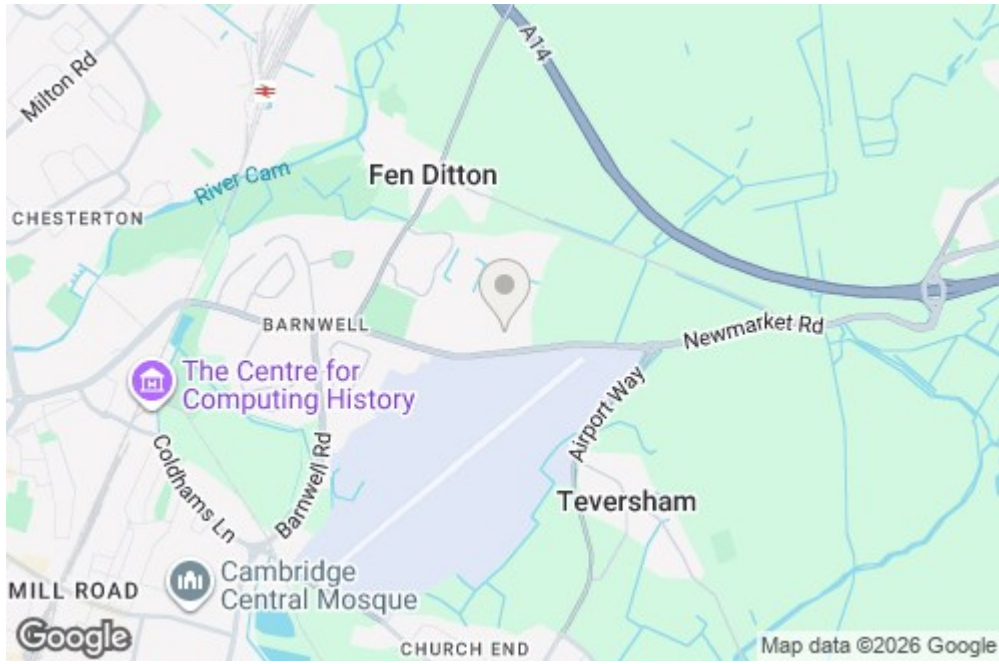 A14
Milton Rd
Fen Ditton
River Cam
CHESTERTON
BARNWELL
Newmarket Rd
The Centre for
Computing History
Airport Way
Coldhams Ln
Barnwell Rd
Teversham
Cambridge
Central Mosque
MILL ROAD
CHURCH END
Google
Map data ©2026 Google